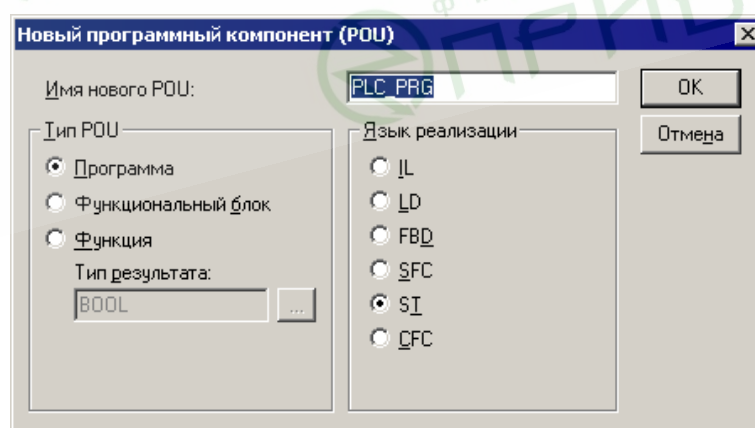 Новый программный компонент (POU)
Имя нового POU:
PLC_PRG
OK
Отмена
Тип POU
Программа
Функциональный блок
Функция
Тип результата:
BOOL
...
Язык реализации
IL
LD
FBD
SFC
ST
CFC